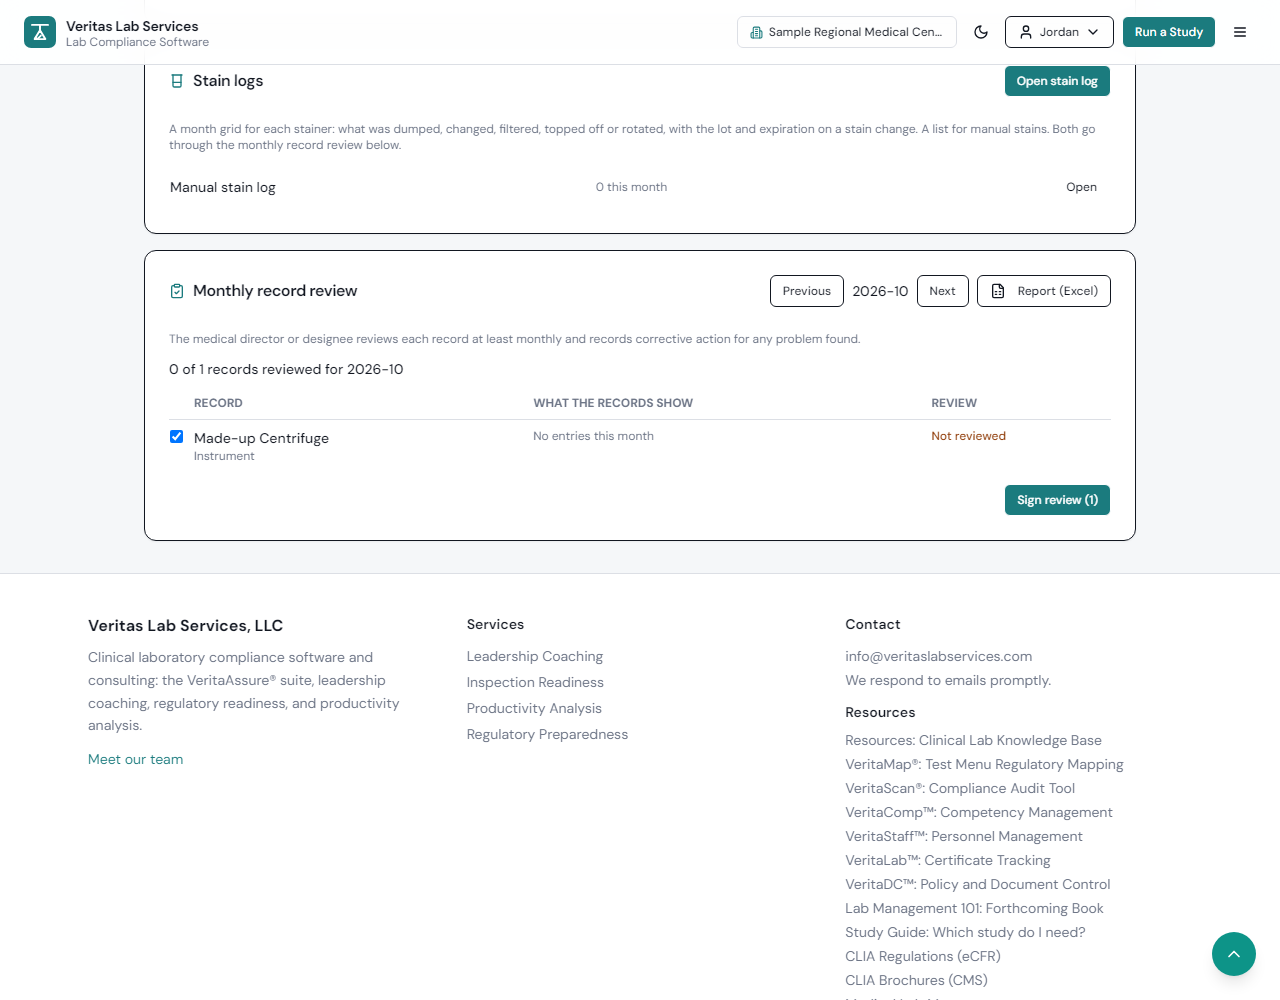 Veritas Lab Services
Lab Compliance Software
Sample Regional Medical Cen...
Jordan
Run a Study
Stain logs
Open stain log
A month grid for each stainer: what was dumped, changed, filtered, topped off or rotated, with the lot and expiration on a stain change. A list for manual stains. Both go
through the monthly record review below.
Manual stain log
0 this month
Open
Monthly record review
Previous
2026-10
Next
Report (Excel)
The medical director or designee reviews each record at least monthly and records corrective action for any problem found.
0 of 1 records reviewed for 2026-10
RECORD
WHAT THE RECORDS SHOW
REVIEW
Made-up Centrifuge
Instrument
No entries this month
Not reviewed
Sign review (1)
Veritas Lab Services, LLC
Clinical laboratory compliance software and
consulting: the VeritaAssure® suite, leadership
coaching, regulatory readiness, and productivity
analysis.
Meet our team
Services
Leadership Coaching
Inspection Readiness
Productivity Analysis
Regulatory Preparedness
Contact
info@veritaslabservices.com
We respond to emails promptly.
Resources
Resources: Clinical Lab Knowledge Base
VeritaMap®: Test Menu Regulatory Mapping
VeritaScan®: Compliance Audit Tool
VeritaComp™: Competency Management
VeritaStaff™: Personnel Management
VeritaLab™: Certificate Tracking
VeritaDC™: Policy and Document Control
Lab Management 101: Forthcoming Book
Study Guide: Which study do I need?
CLIA Regulations (eCFR)
CLIA Brochures (CMS)